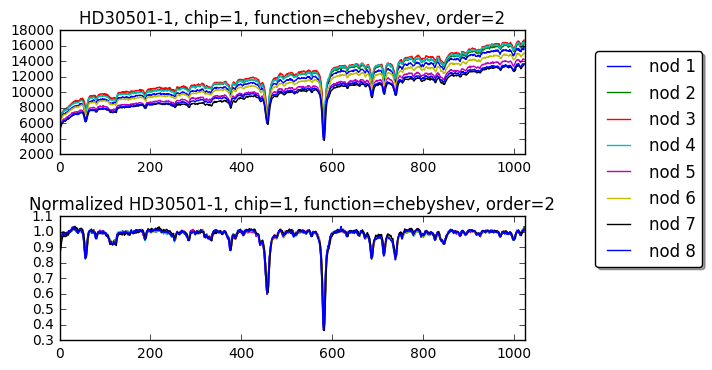 HD30501-1, chip=1, function=chebyshev, order=2
18000
16000
14000
12000
10000
8000
6000
4000
2000
0 200 400 600 800 1000
Normalized HD30501-1, chip=1, function=chebyshev, order=2
1.1
1.0
0.9
0.8
0.7
0.6
0.5
0.4
0.3
0 200 400 600 800 1000
nod 1
nod 2
nod 3
nod 4
nod 5
nod 6
nod 7
nod 8